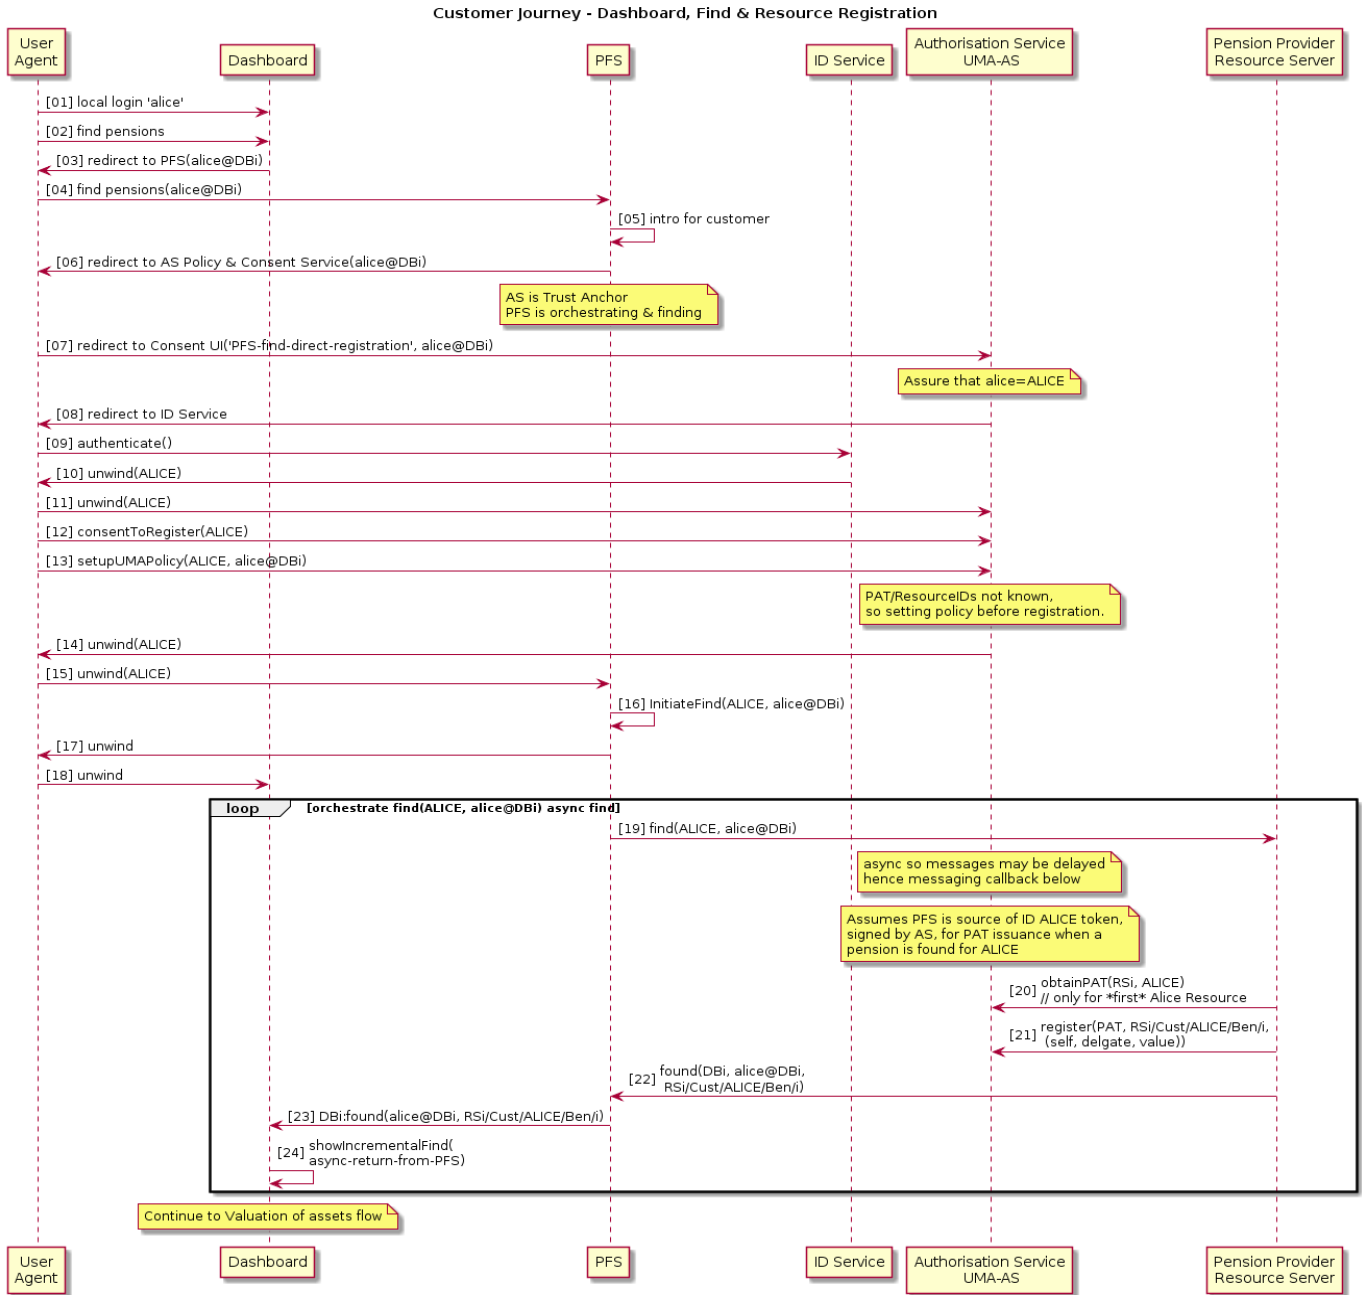 Customer Journey - Dashboard, Find & Resource Registration
User
Agent
Dashboard
PFS
ID Service
Authorisation Service
UMA-AS
Pension Provider
Resource Server
[01] local login 'alice'
[02] find pensions
[03] redirect to PFS(alice@DBi)
[04] find pensions(alice@DBi)
[05] intro for customer
[06] redirect to AS Policy & Consent Service(alice@DBi)
AS is Trust Anchor
PFS is orchestrating & finding
[07] redirect to Consent UI('PFS-find-direct-registration', alice@DBi)
Assure that alice=ALICE
[08] redirect to ID Service
[09] authenticate()
[10] unwind(ALICE)
[11] unwind(ALICE)
[12] consentToRegister(ALICE)
[13] setupUMAPolicy(ALICE, alice@DBi)
PAT/ResourceIDs not known,
so setting policy before registration.
[14] unwind(ALICE)
[15] unwind(ALICE)
[16] InitiateFind(ALICE, alice@DBi)
[17] unwind
[18] unwind
loop [orchestrate find(ALICE, alice@DBi) async find]
[19] find(ALICE, alice@DBi)
async so messages may be delayed
hence messaging callback below
Assumes PFS is source of ID ALICE token,
signed by AS, for PAT issuance when a
pension is found for ALICE
[20] obtainPAT(RSi, ALICE)
// only for *first* Alice Resource
[21] register(PAT, RSi/Cust/ALICE/Ben/i,
(self, delgate, value))
[22] found(DBi, alice@DBi,
RSi/Cust/ALICE/Ben/i)
[23] DBi:found(alice@DBi, RSi/Cust/ALICE/Ben/i)
[24] showIncrementalFind(
async-return-from-PFS)
Continue to Valuation of assets flow
User
Agent
Dashboard
PFS
ID Service
Authorisation Service
UMA-AS
Pension Provider
Resource Server